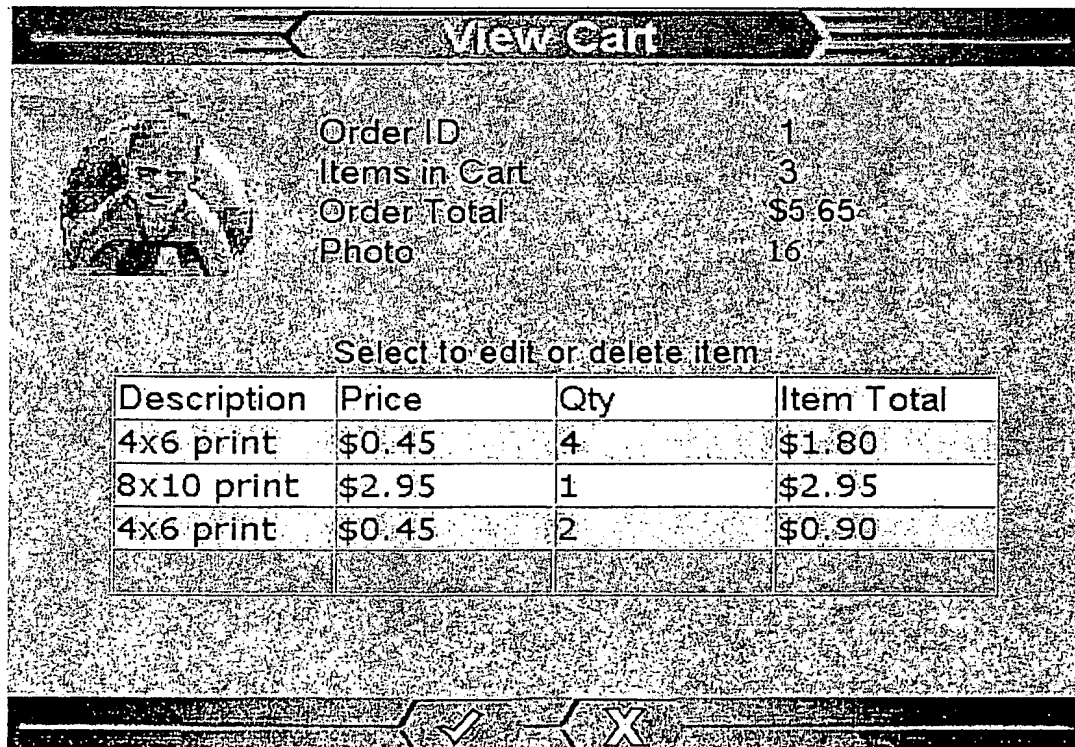 View Cart
Order ID 1
Items in Cart 3
Order Total $5.65
Photo 16
Select to edit or delete item
Description Price Qty Item Total
4x6 print $0.45 4 $1.80
8x10 print $2.95 1 $2.95
4x6 print $0.45 2 $0.90